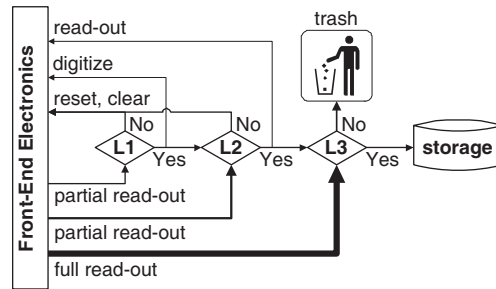 trash
read-out
digitize
reset, clear
No
No
No
L1
L2
L3
storage
Yes
Yes
Yes
Front-End Electronics
partial read-out
partial read-out
full read-out